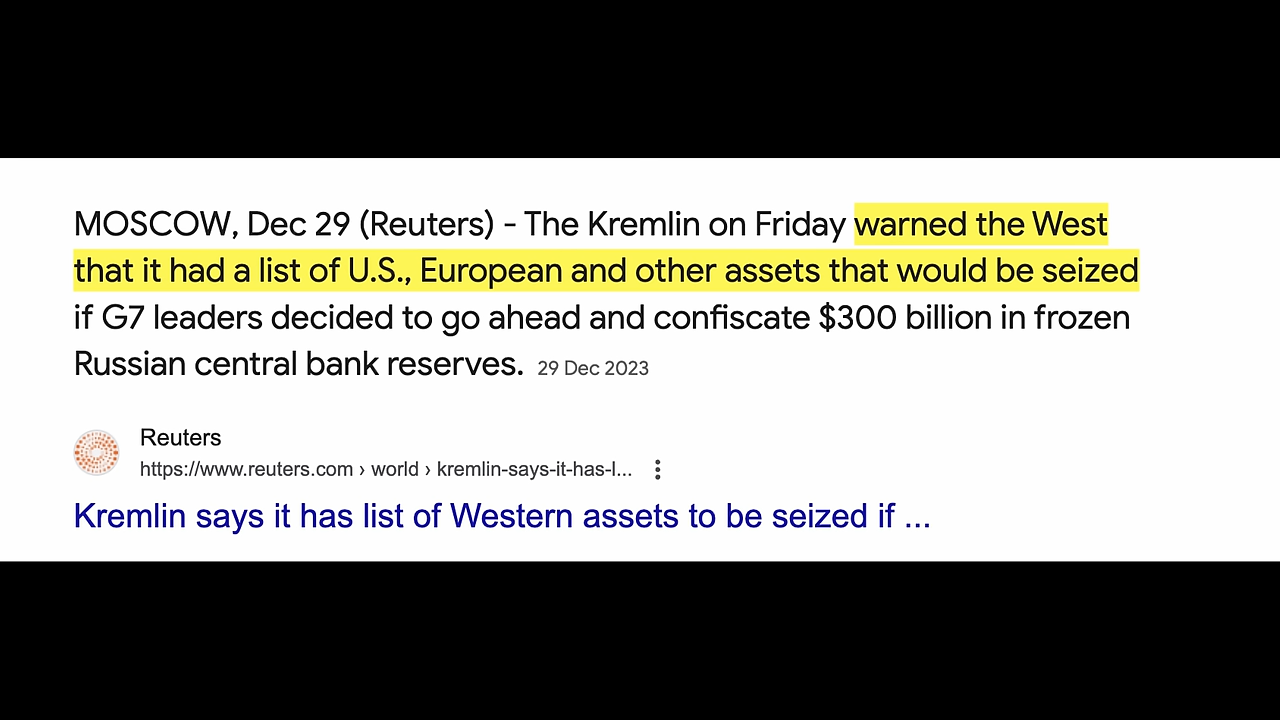 MOSCOW, Dec 29 (Reuters) - The Kremlin on Friday warned the West
that it had a list of U.S., European and other assets that would be seized
if G7 leaders decided to go ahead and confiscate $300 billion in frozen
Russian central bank reserves. 29 Dec 2023
Reuters
https://www.reuters.com › world › kremlin-says-it-has-l...
Kremlin says it has list of Western assets to be seized if ...